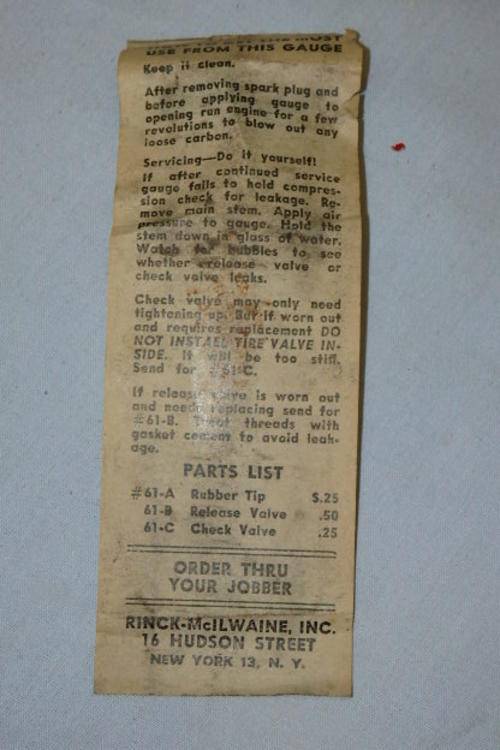 HOW TO GET THE MOST
USE FROM THIS GAUGE
Keep it clean.
After removing spark plug and
before applying gauge to
opening run engine for a few
revolutions to blow out any
loose carbon.
Servicing—Do it yourself!
If after continued service
gauge fails to hold compres-
sion check for leakage. Re-
move main stem. Apply air
pressure to gauge. Hold the
stem down in glass of water.
Watch for bubbles to see
whether release valve or
check valve leaks.
Check valve may only need
tightening up. But if worn out
and requires replacement DO
NOT INSTALL TIRE VALVE IN-
SIDE. It will be too stiff.
Send for #61-C.
If release valve is worn out
and needs replacing send for
#61-B. Treat threads with
gasket cement to avoid leak-
age.
PARTS LIST
#61-A Rubber Tip $.25
61-B Release Valve .50
61-C Check Valve .25
ORDER THRU
YOUR JOBBER
RINCK-McILWAINE, INC.
16 HUDSON STREET
NEW YORK 13, N. Y.